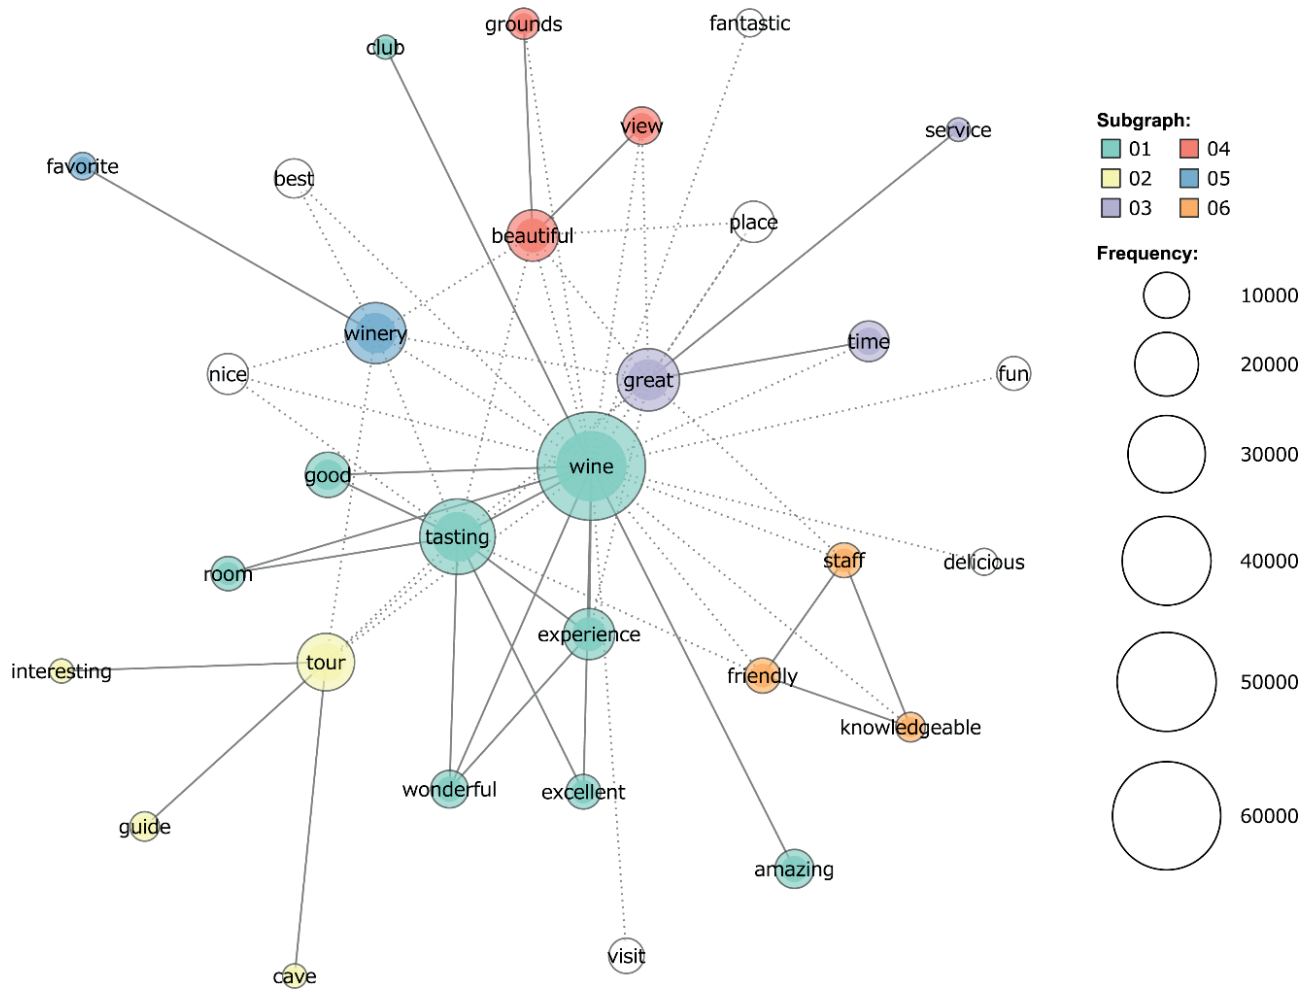 grounds
fantastic
club
view
service
favorite
best
place
beautiful
winery
time
nice
great
fun
wine
good
tasting
staff
delicious
room
experience
tour
interesting
friendly
knowledgeable
wonderful
excellent
guide
amazing
visit
cave
Subgraph:
01 04
02 05
03 06
Frequency:
10000
20000
30000
40000
50000
60000